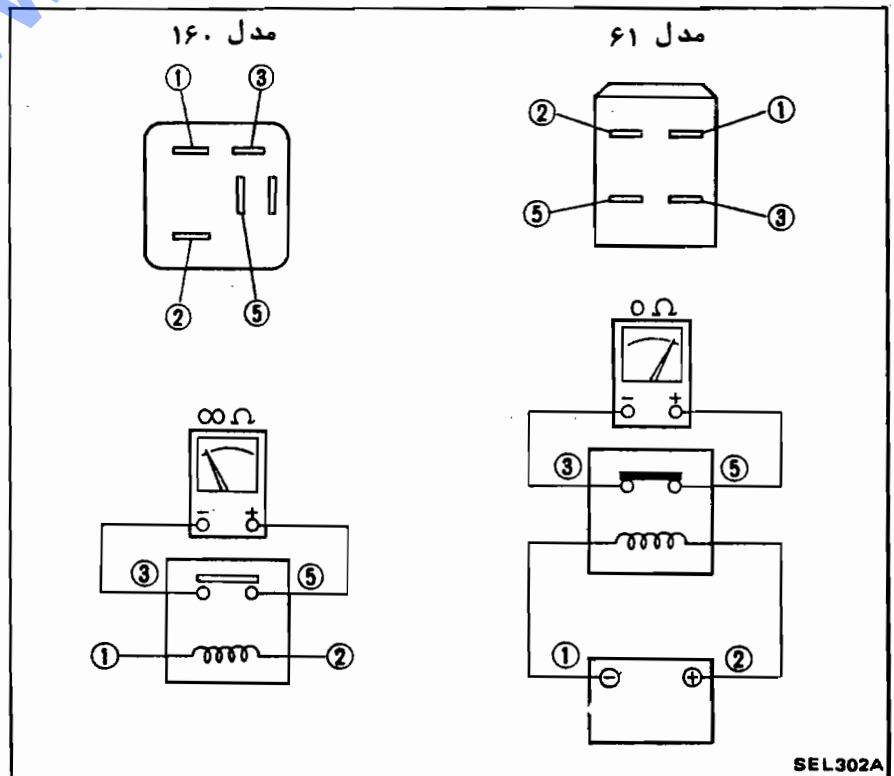 مدل ۱۶۰
مدل ۶۱
① ③
② ⑤
② ①
⑤ ③
∞ Ω
- +
③ ⑤
① ②
0 Ω
- +
③ ⑤
① ②
⊖ ⊕
SEL302A